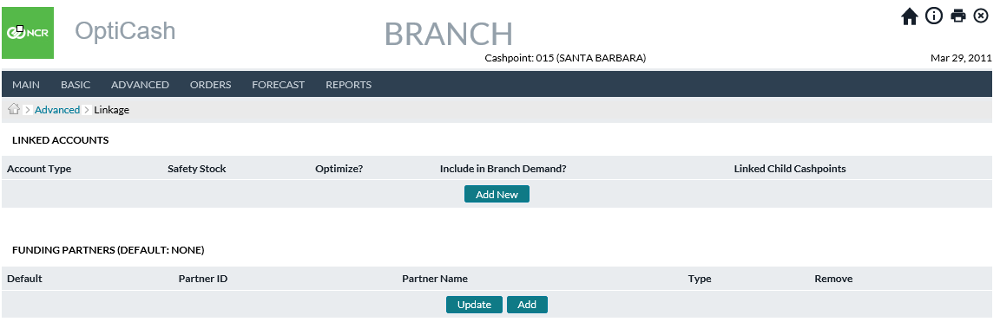 NCR OptiCash BRANCH
Cashpoint: 015 (SANTA BARBARA) Mar 29, 2011
MAIN BASIC ADVANCED ORDERS FORECAST REPORTS
> Advanced > Linkage
LINKED ACCOUNTS
Account Type Safety Stock Optimize? Include in Branch Demand? Linked Child Cashpoints
Add New
FUNDING PARTNERS (DEFAULT: NONE)
Default Partner ID Partner Name Type Remove
Update Add